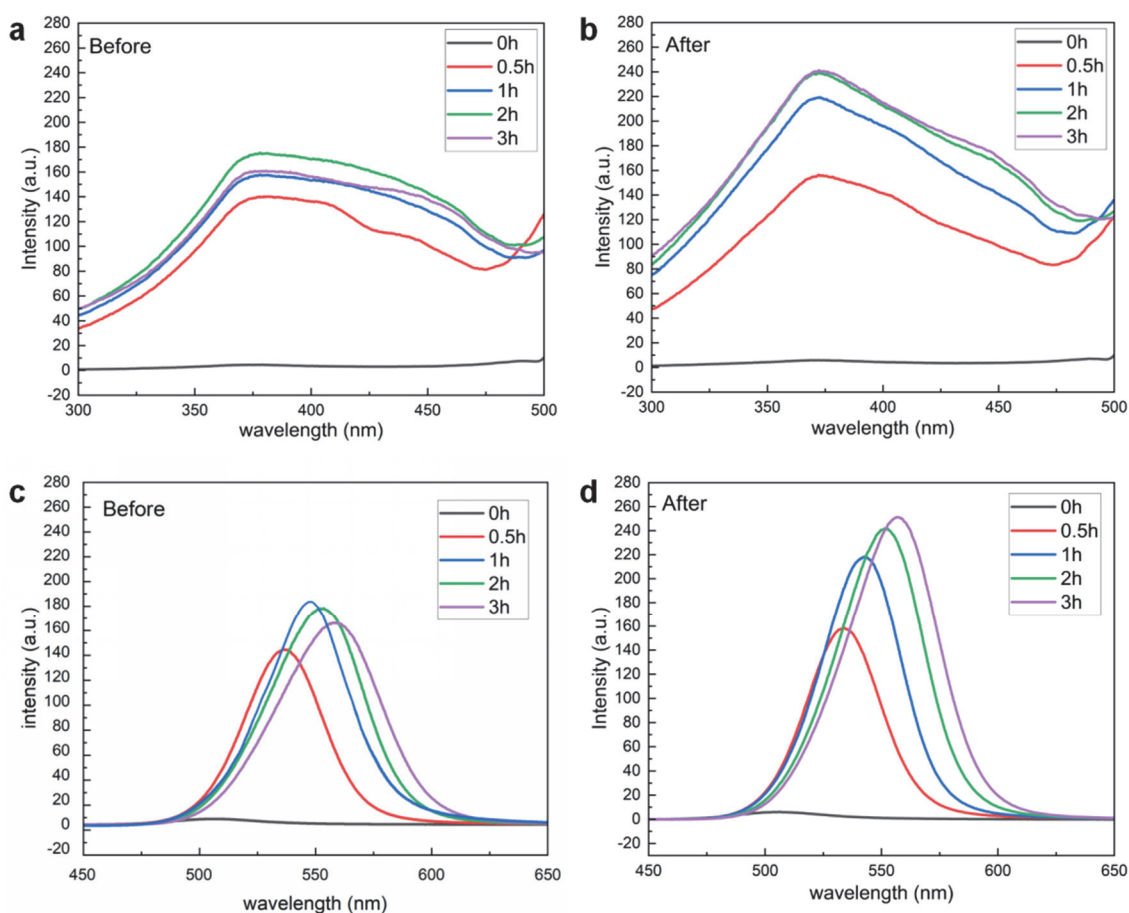 a
Before
0h
0.5h
1h
2h
3h
Intensity (a.u.)
280
260
240
220
200
180
160
140
120
100
80
60
40
20
0
-20
300
350
400
450
500
wavelength (nm)
b
After
0h
0.5h
1h
2h
3h
Intensity (a.u.)
280
260
240
220
200
180
160
140
120
100
80
60
40
20
0
-20
300
350
400
450
500
wavelength (nm)
c
Before
0h
0.5h
1h
2h
3h
intensity (a.u.)
280
260
240
220
200
180
160
140
120
100
80
60
40
20
0
-20
450
500
550
600
650
wavelength (nm)
d
After
0h
0.5h
1h
2h
3h
Intensity (a.u.)
280
260
240
220
200
180
160
140
120
100
80
60
40
20
0
-20
450
500
550
600
650
wavelength (nm)